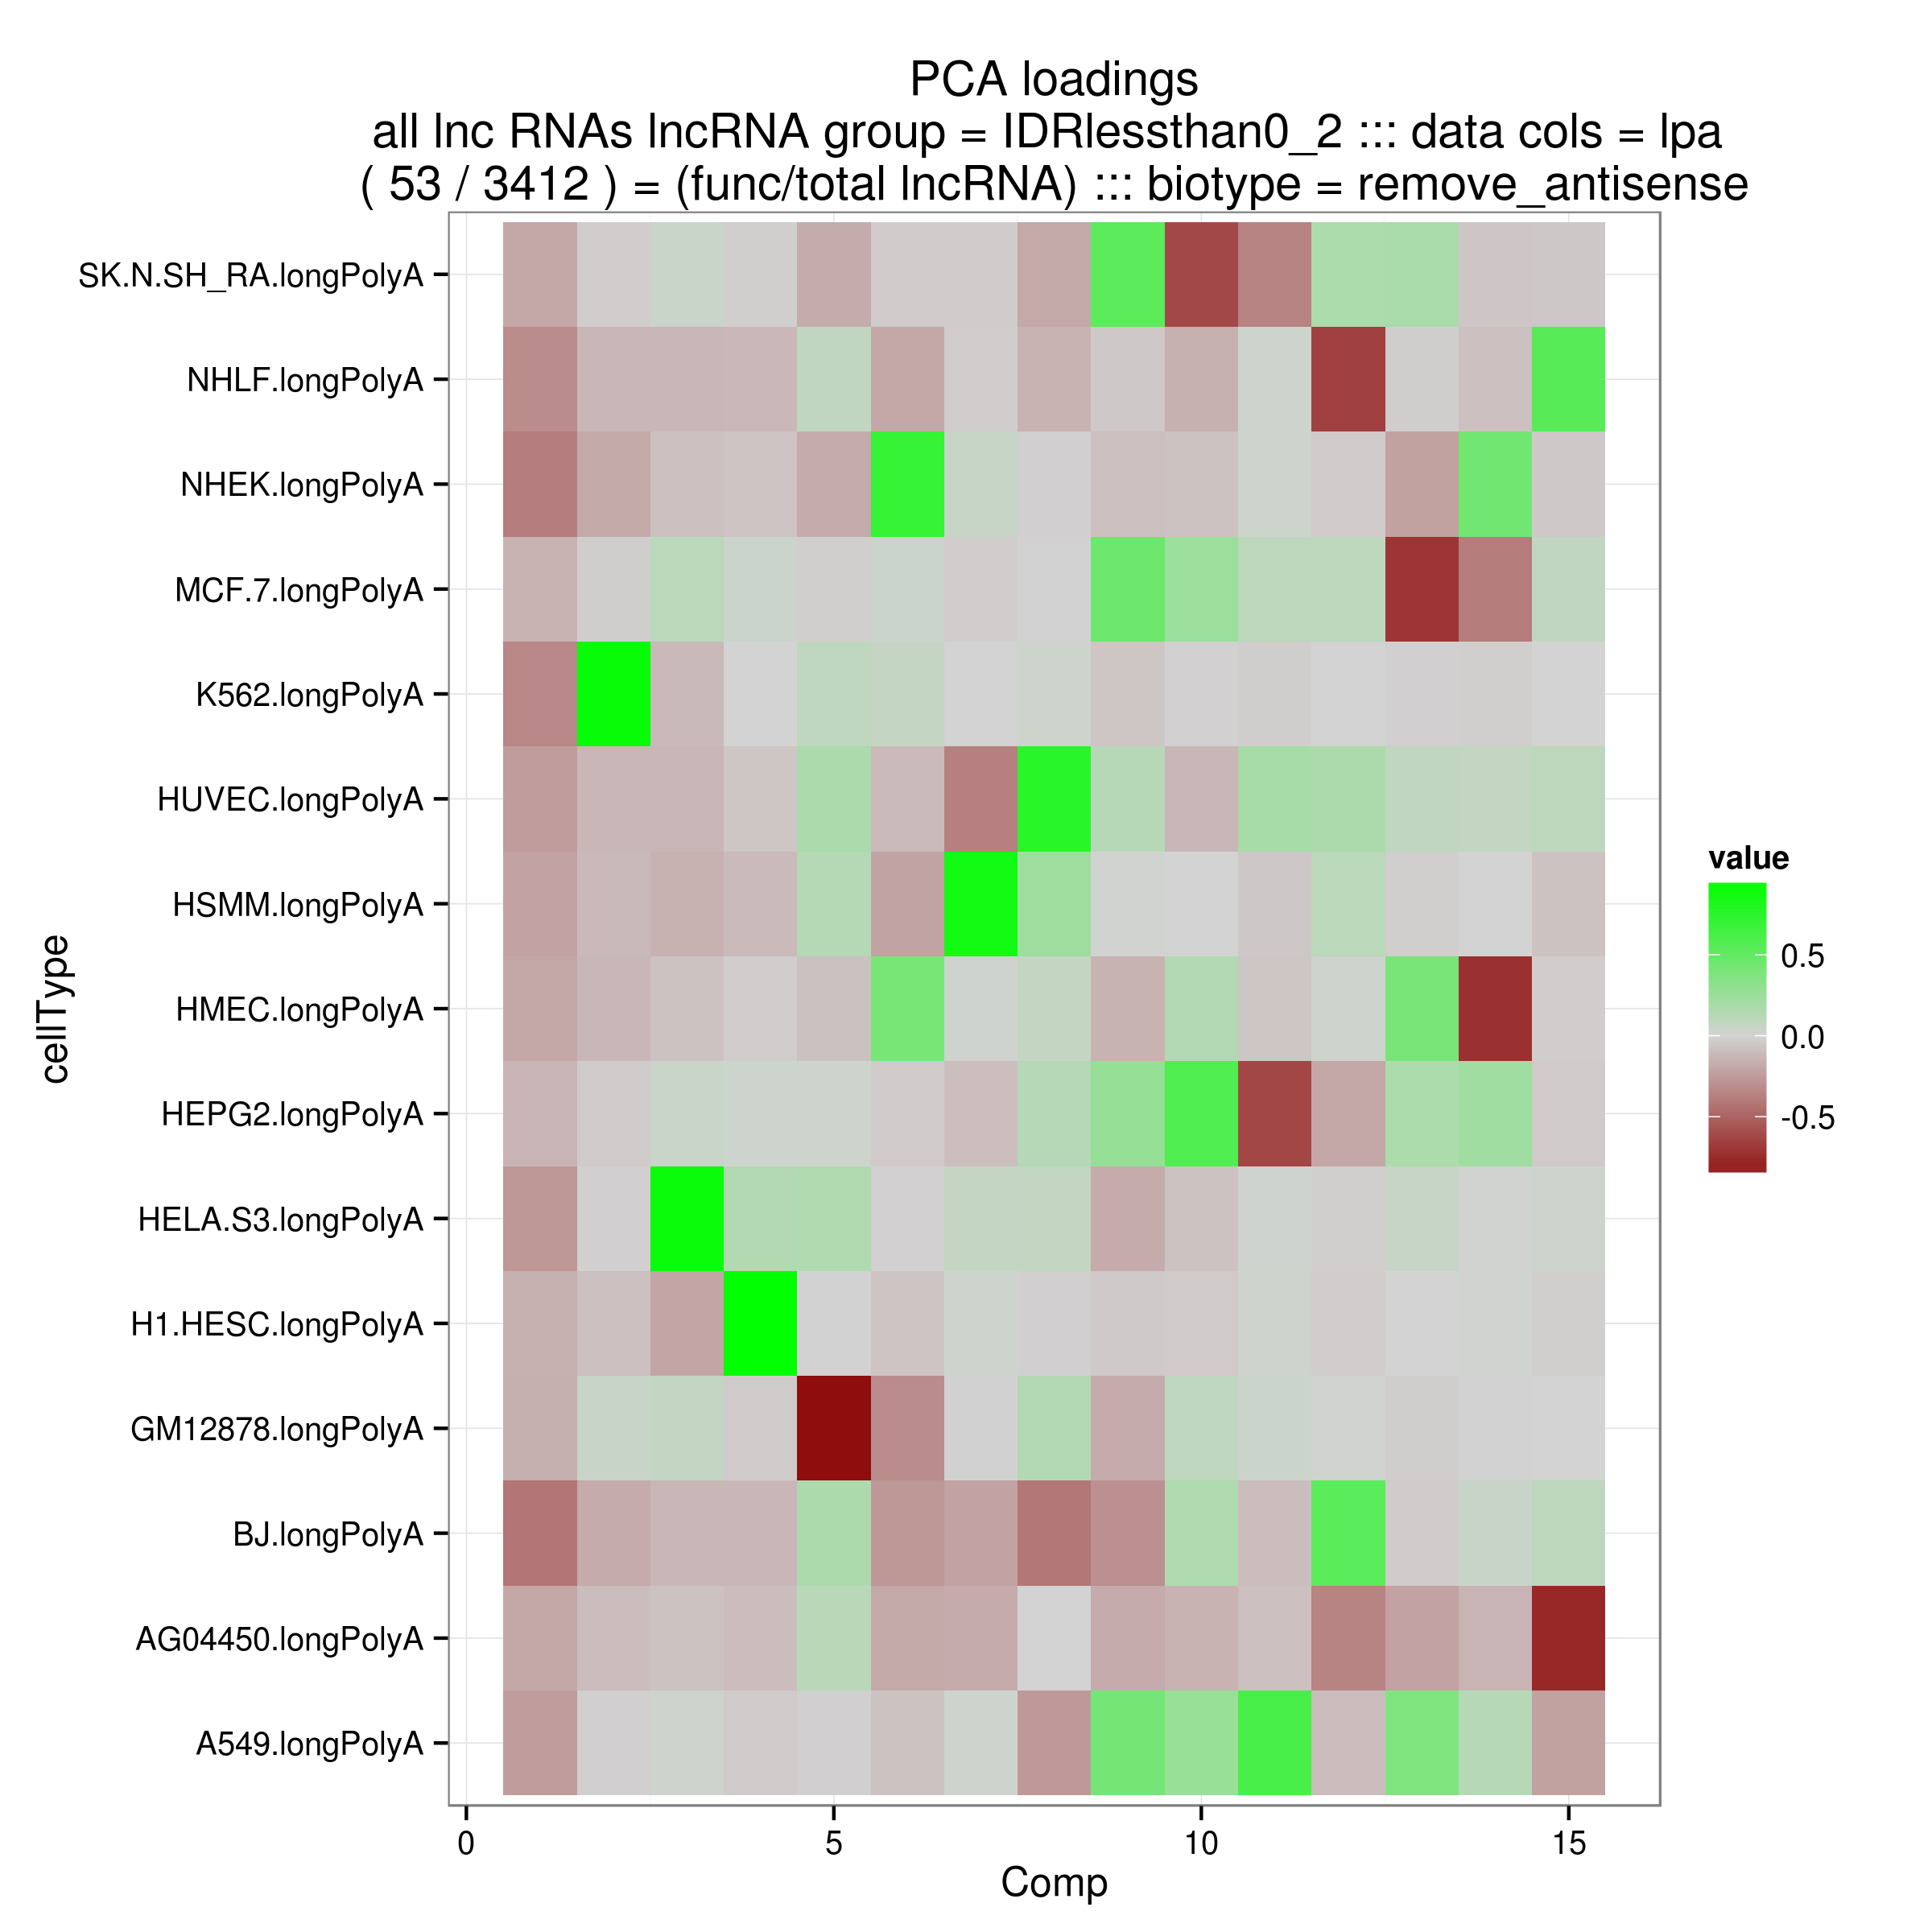 PCA loadings
all lnc RNAs lncRNA group = IDRlessthan0_2 ::: data cols = lpa
( 53 / 3412 ) = (func/total lncRNA) ::: biotype = remove_antisense
SK.N.SH_RA.longPolyA
NHLF.longPolyA
NHEK.longPolyA
MCF.7.longPolyA
K562.longPolyA
HUVEC.longPolyA
HSMM.longPolyA
HMEC.longPolyA
HEPG2.longPolyA
HELA.S3.longPolyA
H1.HESC.longPolyA
GM12878.longPolyA
BJ.longPolyA
AG04450.longPolyA
A549.longPolyA
cellType
0
5
10
15
Comp
value
0.5
0.0
-0.5